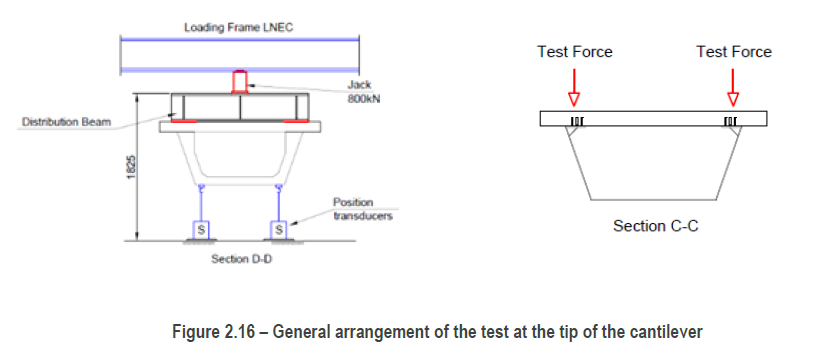 Loading Frame LNEC
Jack
800kN
Distribution Beam
1825
Position
transducers
S
S
Section D-D
Test Force
Test Force
Section C-C
Figure 2.16 – General arrangement of the test at the tip of the cantilever